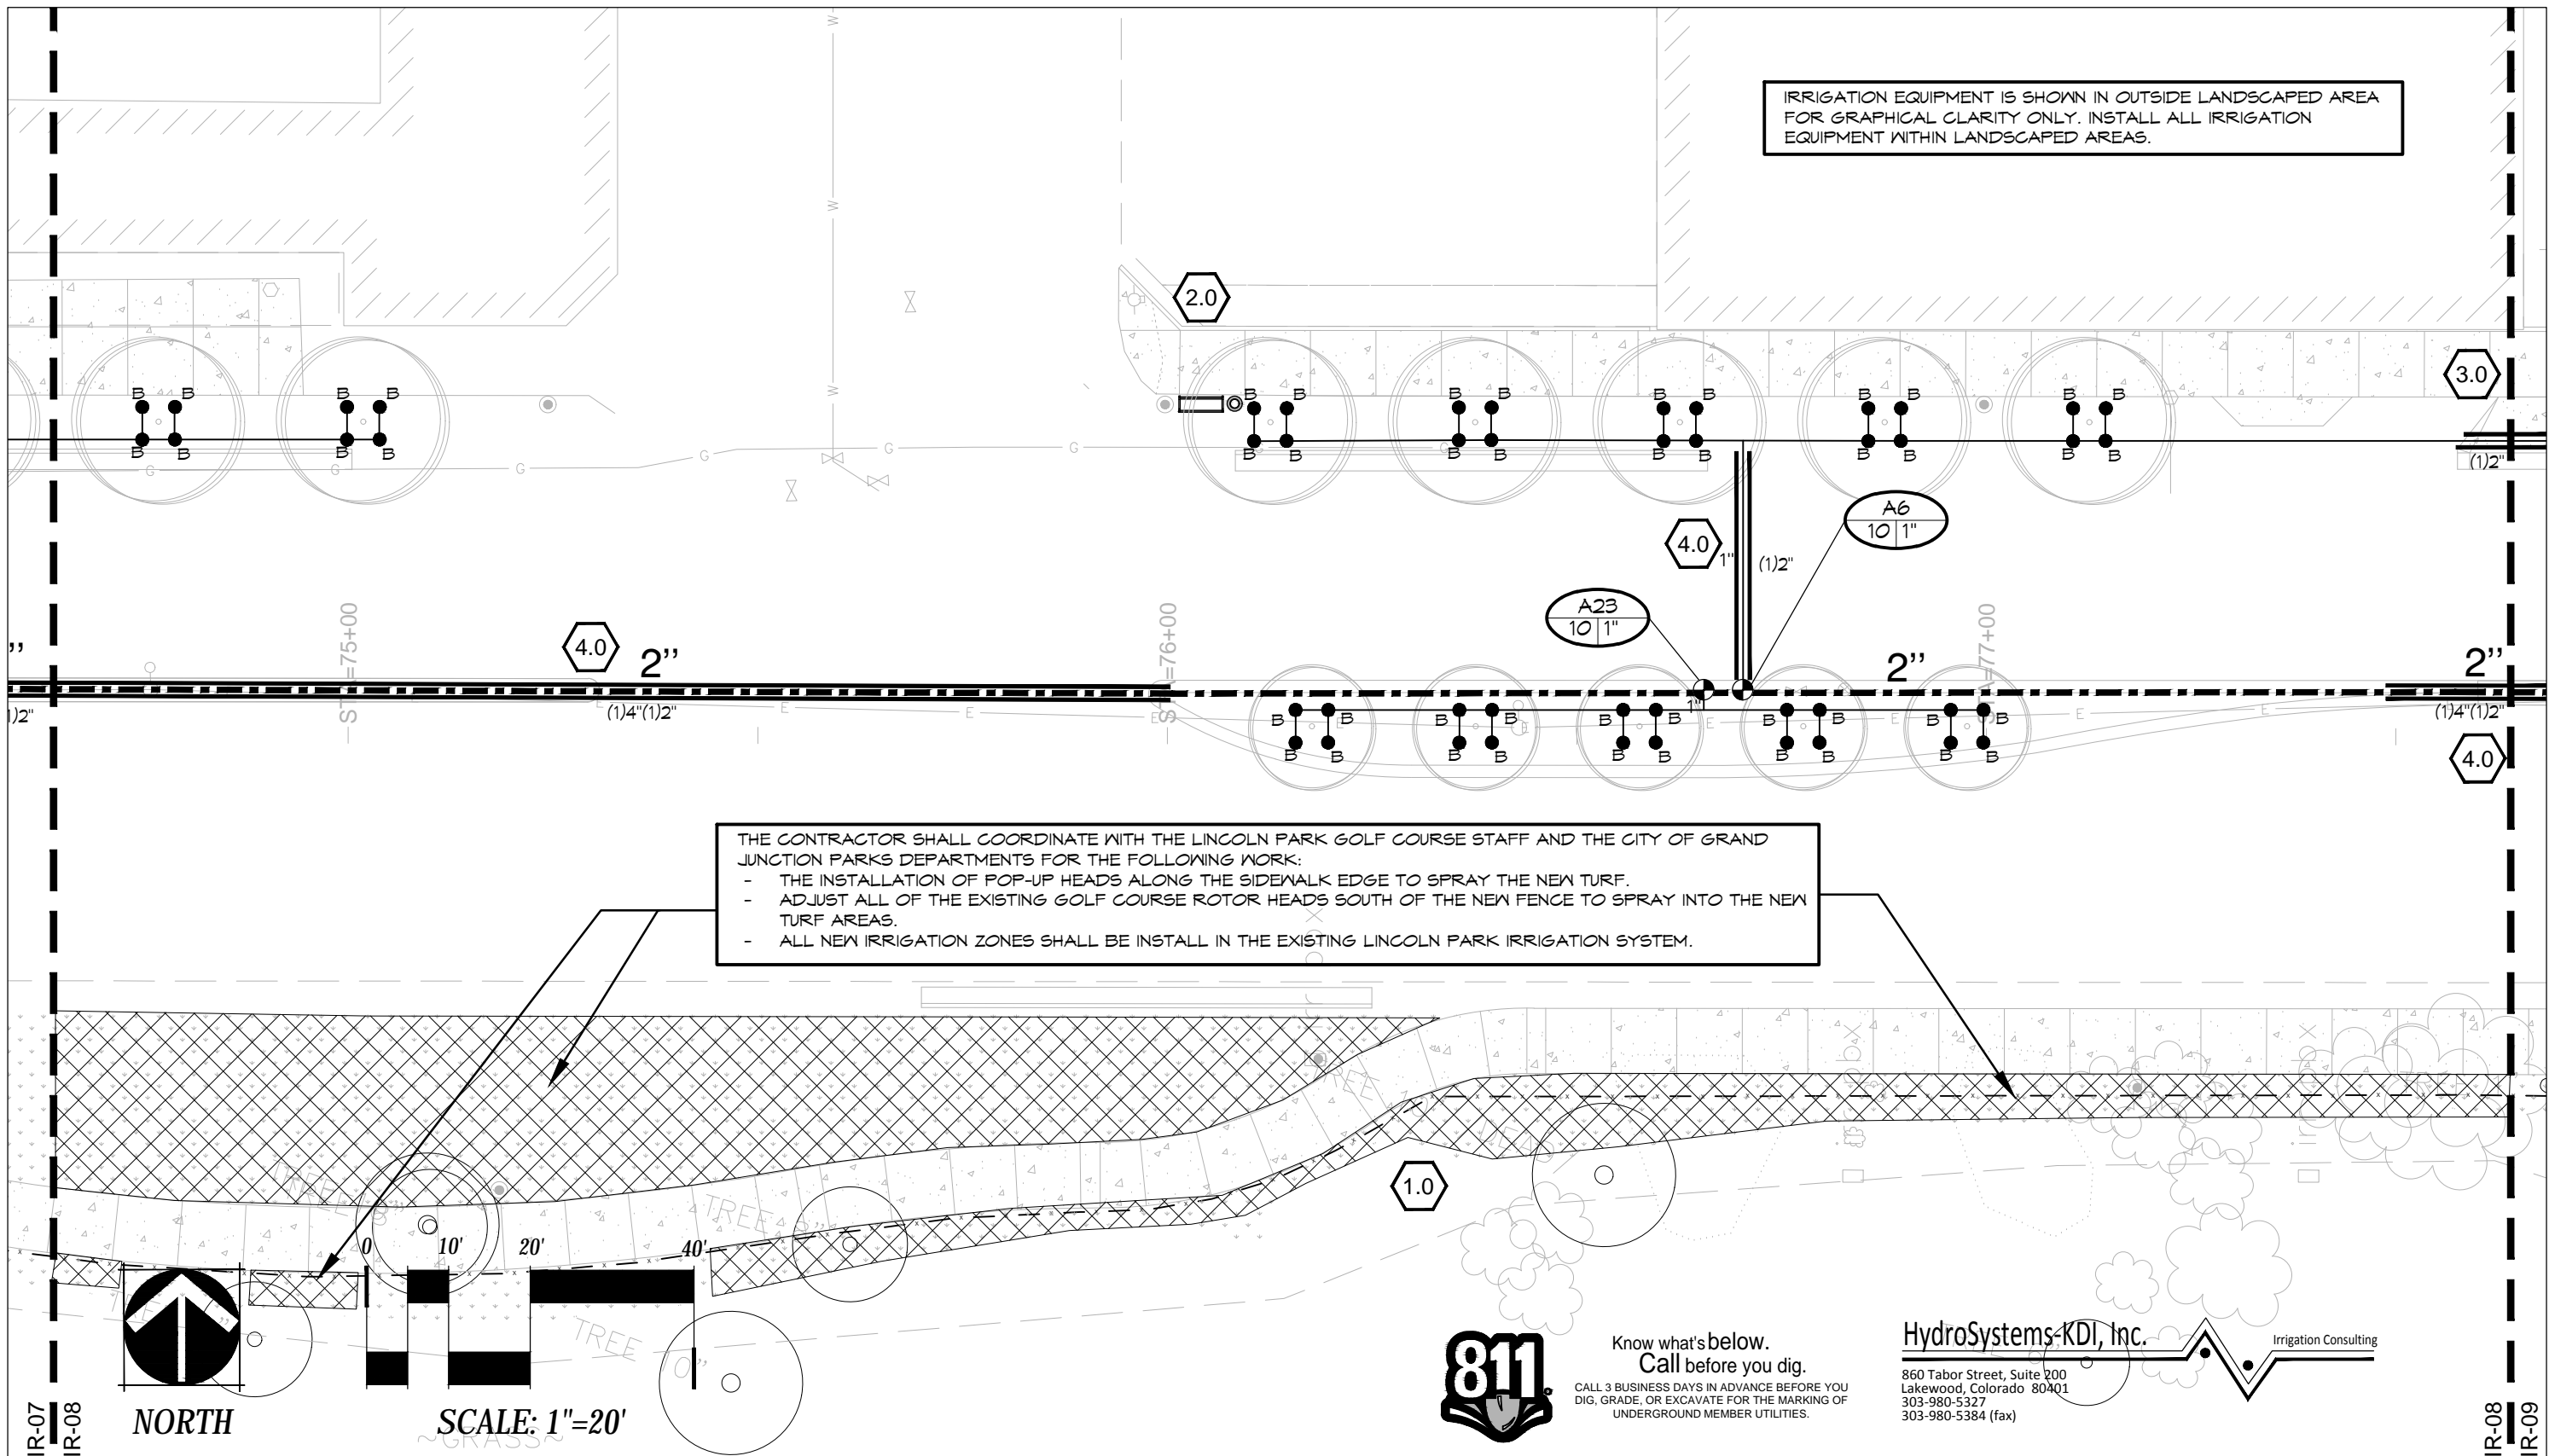 IRRIGATION EQUIPMENT IS SHOWN IN OUTSIDE LANDSCAPED AREA
FOR GRAPHICAL CLARITY ONLY. INSTALL ALL IRRIGATION
EQUIPMENT WITHIN LANDSCAPED AREAS.
W
W
W
2.0
3.0
B B B B
B B B B
B B B B B B B B B B
B B B B B B B B B B
G G G G G G
(1)2"
A6
10 1"
4.0
1"
(1)2"
A23
10 1"
STA=75+00
STA=76+00
STA=77+00
4.0
2"
2"
2"
"
1)2"
(1)4"(1)2"
(1)4"(1)2"
1"
E E E E E E E E
B B B B B B B B B B
B B B B B B B B B B
4.0
THE CONTRACTOR SHALL COORDINATE WITH THE LINCOLN PARK GOLF COURSE STAFF AND THE CITY OF GRAND
JUNCTION PARKS DEPARTMENTS FOR THE FOLLOWING WORK:
- THE INSTALLATION OF POP-UP HEADS ALONG THE SIDEWALK EDGE TO SPRAY THE NEW TURF.
- ADJUST ALL OF THE EXISTING GOLF COURSE ROTOR HEADS SOUTH OF THE NEW FENCE TO SPRAY INTO THE NEW
TURF AREAS.
- ALL NEW IRRIGATION ZONES SHALL BE INSTALL IN THE EXISTING LINCOLN PARK IRRIGATION SYSTEM.
TREE
TREE
TREE
1.0
TREE
TREE
0 10' 20' 40'
NORTH
SCALE: 1"=20'
~GRASS~
811
Know what's below.
Call before you dig.
CALL 3 BUSINESS DAYS IN ADVANCE BEFORE YOU
DIG, GRADE, OR EXCAVATE FOR THE MARKING OF
UNDERGROUND MEMBER UTILITIES.
HydroSystems-KDI, Inc.
Irrigation Consulting
860 Tabor Street, Suite 200
Lakewood, Colorado 80401
303-980-5327
303-980-5384 (fax)
IR-07
IR-08
IR-08
IR-09